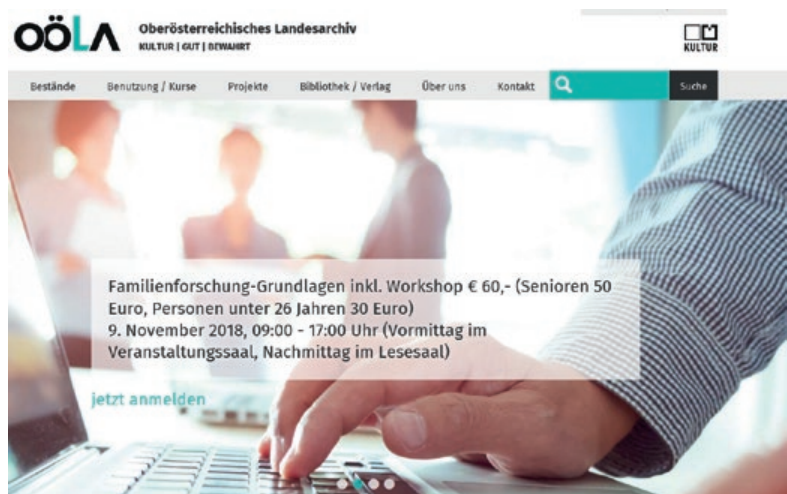 OÖLA
Oberösterreichisches Landesarchiv
KULTUR | GUT | BEWAHRT
KULTUR
Bestände Benutzung / Kurse Projekte Bibliothek / Verlag Über uns Kontakt Suche
Familienforschung-Grundlagen inkl. Workshop € 60,- (Senioren 50
Euro, Personen unter 26 Jahren 30 Euro)
9. November 2018, 09:00 - 17:00 Uhr (Vormittag im
Veranstaltungssaal, Nachmittag im Lesesaal)
jetzt anmelden